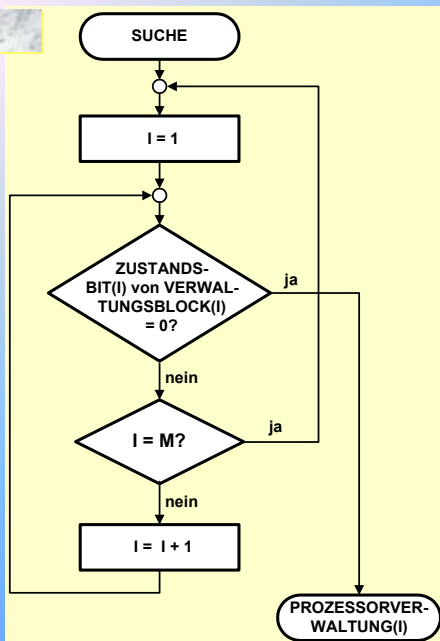 SUCHE
I = 1
ZUSTANDS-
BIT(I) von VERWAL-
TUNGSBLOCK(I)
= 0?
ja
nein
I = M?
ja
nein
I = I + 1
PROZESSORVER-
WALTUNG(I)